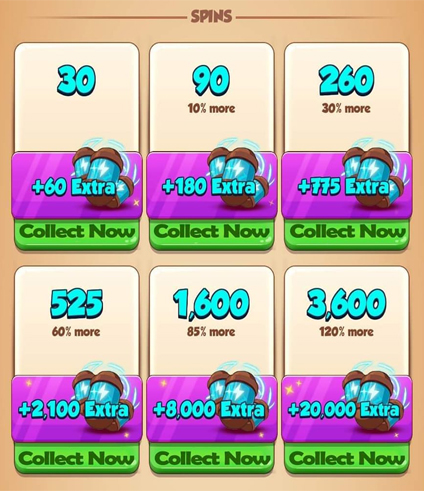 SPINS
30
+60 Extra
Collect Now
90
10% more
+180 Extra
Collect Now
260
30% more
+775 Extra
Collect Now
525
60% more
+2,100 Extra
Collect Now
1,600
85% more
+8,000 Extra
Collect Now
3,600
120% more
+20,000 Extra
Collect Now